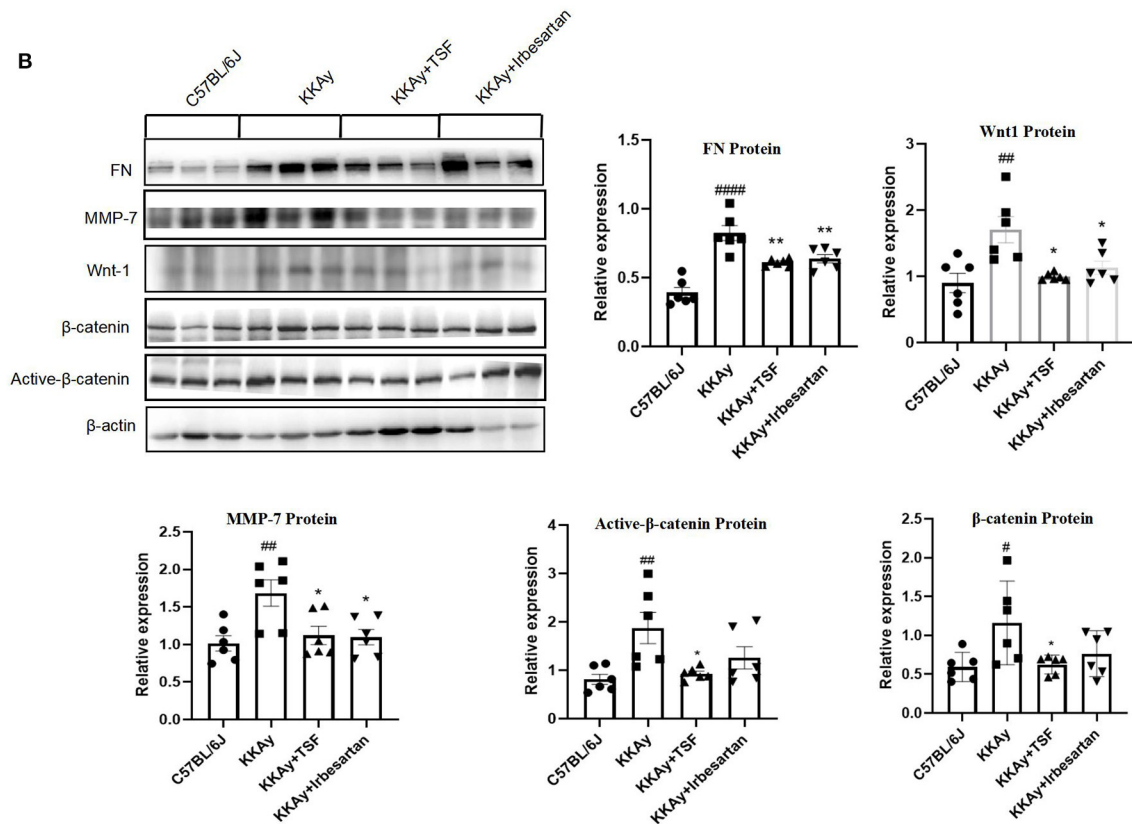 B
C57BL/6J
KKAy
KKAy+TSF
KKAy+Irbesartan
FN
MMP-7
Wnt-1
β-catenin
Active-β-catenin
β-actin
FN Protein
Relative expression
1.5
1.0
0.5
0.0
####
**
**
C57BL/6J
KKAy
KKAy+TSF
KKAy+Irbesartan
Wnt1 Protein
Relative expression
3
2
1
0
##
*
*
C57BL/6J
KKAy
KKAy+TSF
KKAy+Irbesartan
MMP-7 Protein
Relative expression
2.5
2.0
1.5
1.0
0.5
0.0
##
*
*
C57BL/6J
KKAy
KKAy+TSF
KKAy+Irbesartan
Active-β-catenin Protein
Relative expression
4
3
2
1
0
##
*
C57BL/6J
KKAy
KKAy+TSF
KKAy+Irbesartan
β-catenin Protein
Relative expression
2.5
2.0
1.5
1.0
0.5
0.0
#
*
C57BL/6J
KKAy
KKAy+TSF
KKAy+Irbesartan